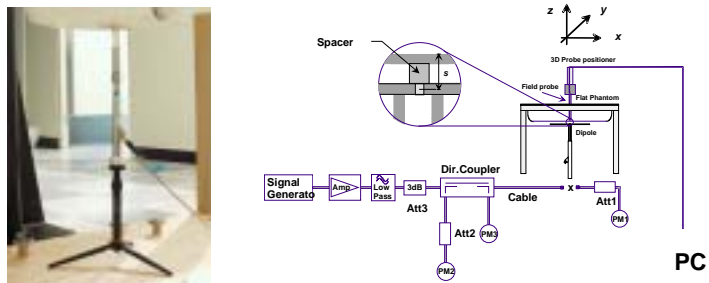 z
y
x
Spacer
s
3D Probe positioner
Field probe
Flat Phantom
Dipole
Dir.Coupler
Signal
Generato
Amp
Low
Pass
3dB
Att3
Cable
x
Att1
PM1
Att2
PM3
PM2
PC